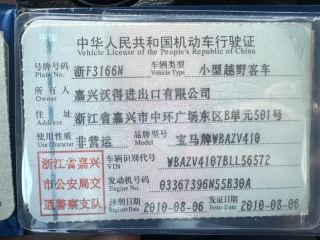 中华人民共和国机动车行驶证
Vehicle License of the People's Republic of China
号牌号码 Plate No. 浙F3166N 车辆类型 Vehicle Type 小型越野客车
所有人 Owner 嘉兴沃得进出口有限公司
住址 Address 浙江省嘉兴市中环广场东区B单元501号
使用性质 Use Character 非营运 品牌型号 Model 宝马牌WBAZV410
浙江省嘉兴市公安局交通警察支队
车辆识别代号 VIN WBAZV4107BLL56572
发动机号码 Engine No. 03367396N55B30A
注册日期 Register Date 2010-08-06 发证日期 Issue Date 2010-08-06